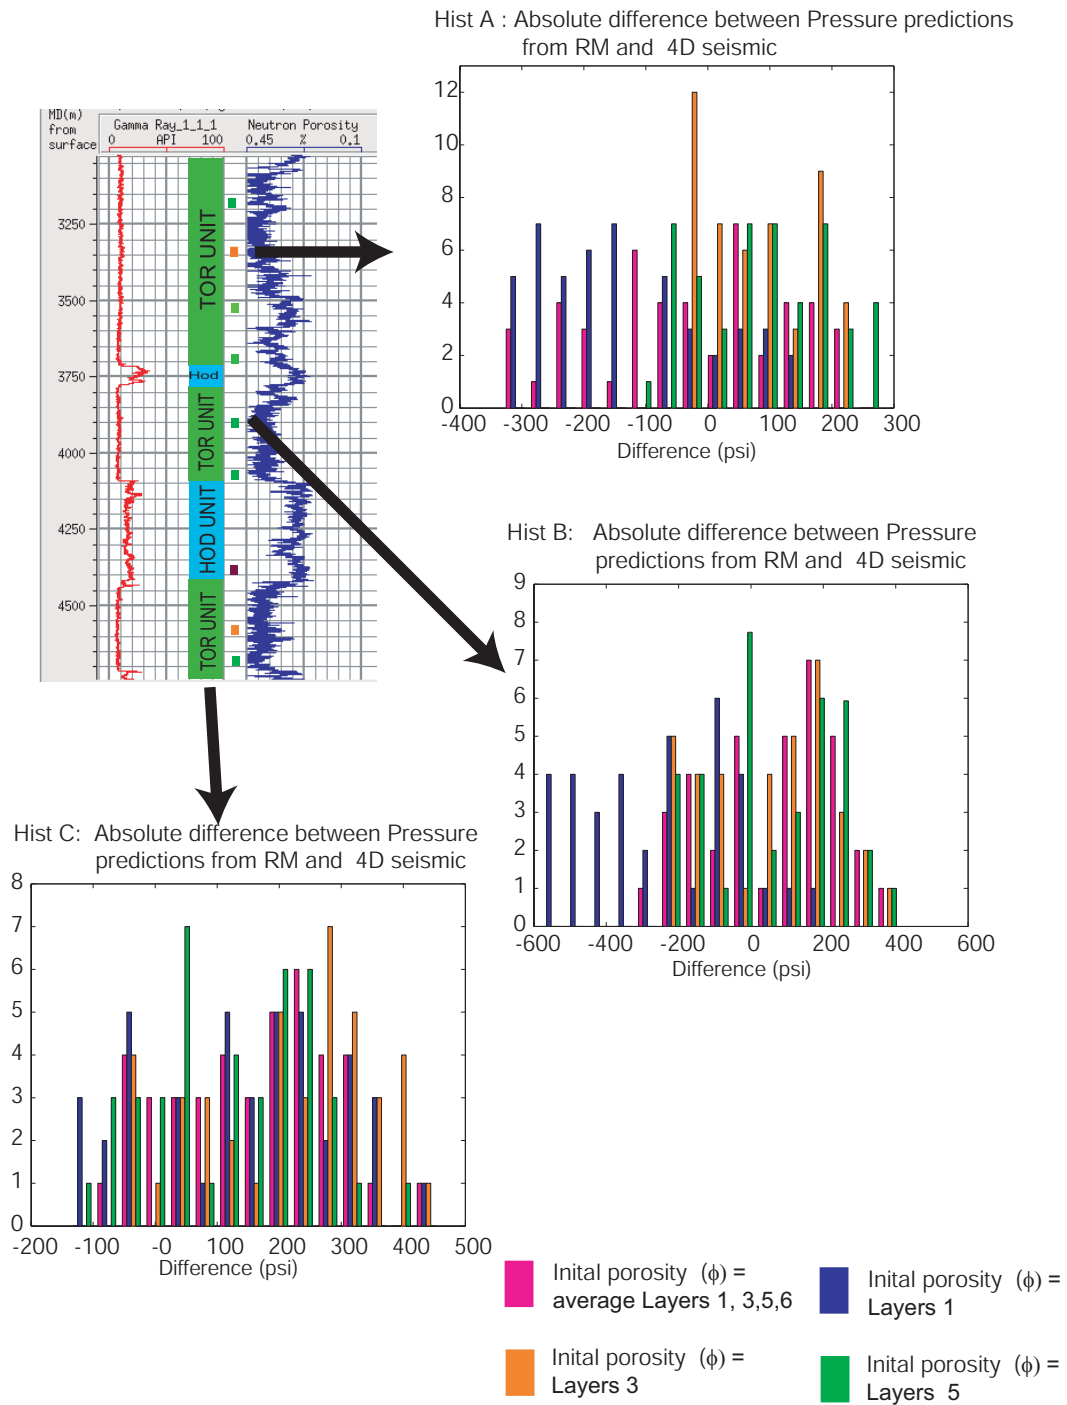 Hist A : Absolute difference between Pressure predictions
from RM and 4D seismic
12
10
8
6
4
2
0
-400 -300 -200 -100 0 100 200 300
Difference (psi)
MD(m)
from
surface
Gamma Ray_1_1_1
0 API 100
Neutron Porosity
0.45 % 0.1
3250
3500
3750
4000
4250
4500
TOR UNIT
Hod
TOR UNIT
HOD UNIT
TOR UNIT
Hist B: Absolute difference between Pressure
predictions from RM and 4D seismic
9
8
7
6
5
4
3
2
1
0
-600 -400 -200 0 200 400 600
Difference (psi)
Hist C: Absolute difference between Pressure
predictions from RM and 4D seismic
8
7
6
5
4
3
2
1
0
-200 -100 -0 100 200 300 400 500
Difference (psi)
Inital porosity (ϕ) =
average Layers 1, 3,5,6
Inital porosity (ϕ) =
Layers 1
Inital porosity (ϕ) =
Layers 3
Inital porosity (ϕ) =
Layers 5